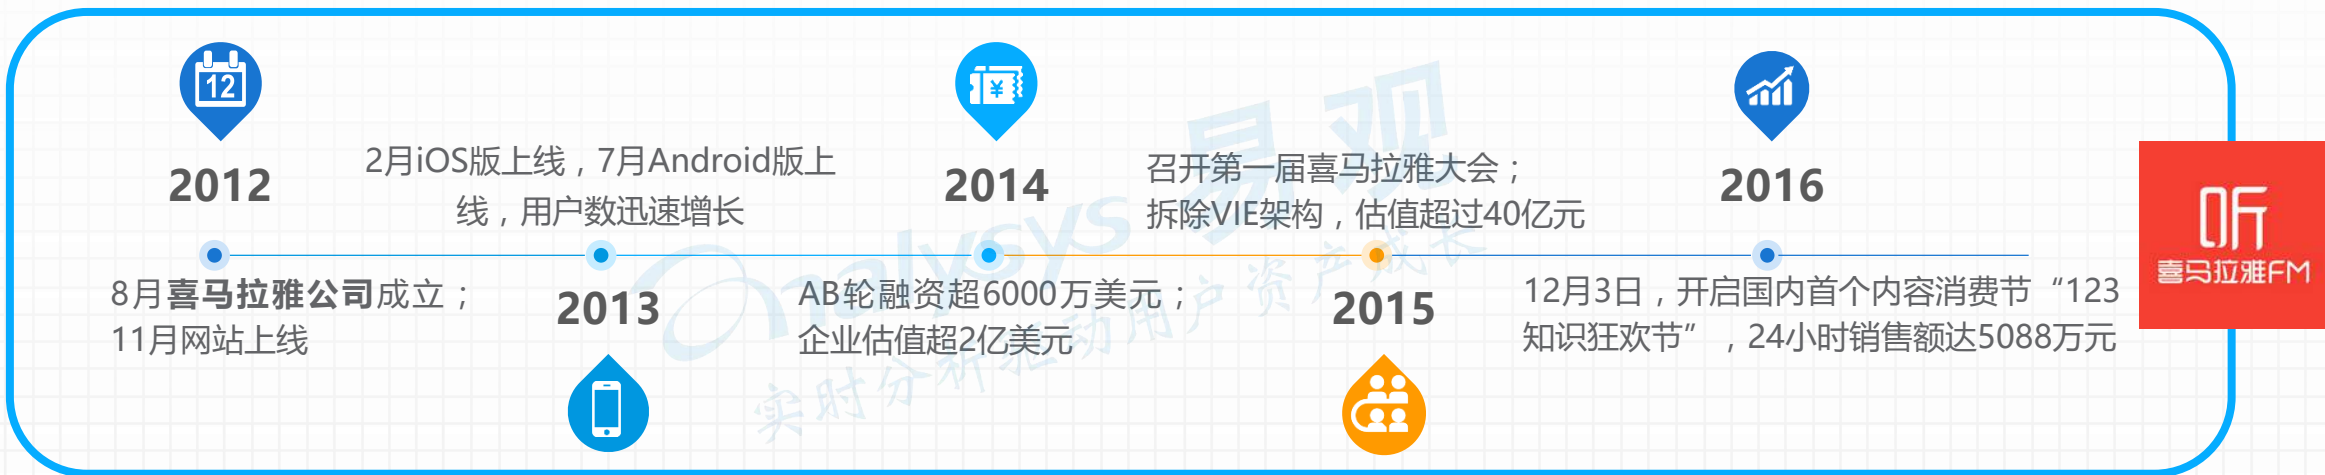 12
2012
8月喜马拉雅公司成立；
11月网站上线
2月iOS版上线，7月Android版上
线，用户数迅速增长
2013
¥
2014
AB轮融资超6000万美元；
企业估值超2亿美元
召开第一届喜马拉雅大会；
拆除VIE架构，估值超过40亿元
2015
2016
12月3日，开启国内首个内容消费节“123
知识狂欢节”，24小时销售额达5088万元
听
喜马拉雅FM
analysys 易观
实时分析驱动用户资产成长